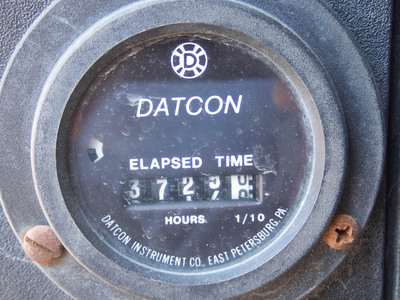 D
DATCON
ELAPSED TIME
HOURS 1/10
DATCON INSTRUMENT CO., EAST PETERSBURG, PA.